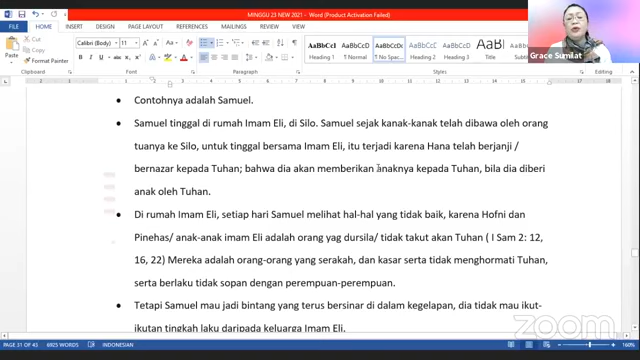 MINGGU 23 NEW 2021 - Word (Product Activation Failed)
FILE HOME INSERT DESIGN PAGE LAYOUT REFERENCES MAILINGS REVIEW VIEW
Cut
Copy
Format Painter
Paste
Clipboard
Calibri (Body) 11
Font
Paragraph
AaBbCcI AaBbCcD AaBbCcDc AaBbCcD
Heading 1 Heading 2 Heading 7
Styles
Replace
Select
Editing
Grace Sumilat
• Contohnya adalah Samuel.
• Samuel tinggal di rumah Imam Eli, di Silo. Samuel sejak kanak-kanak telah dibawa oleh orang
tuanya ke Silo, untuk tinggal bersama Imam Eli, itu terjadi karena Hana telah berjanji /
bernazar kepada Tuhan; bahwa dia akan memberikan anaknya kepada Tuhan, bila dia diberi
anak oleh Tuhan.
• Di rumah Imam Eli, setiap hari Samuel melihat hal-hal yang tidak baik, karena Hofni dan
Pinehas/ anak-anak imam Eli adalah orang yag dursila/ tidak takut akan Tuhan ( I Sam 2: 12,
16, 22) Mereka adalah orang-orang yang serakah, dan kasar serta tidak menghormati Tuhan,
serta berlaku tidak sopan dengan perempuan-perempuan.
• Tetapi Samuel mau jadi bintang yang terus bersinar di dalam kegelapan, dia tidak mau ikut-
ikutan tingkah laku daripada keluarga Imam Eli.
zoom
PAGE 31 OF 41 6925 WORDS INDONESIAN 160%